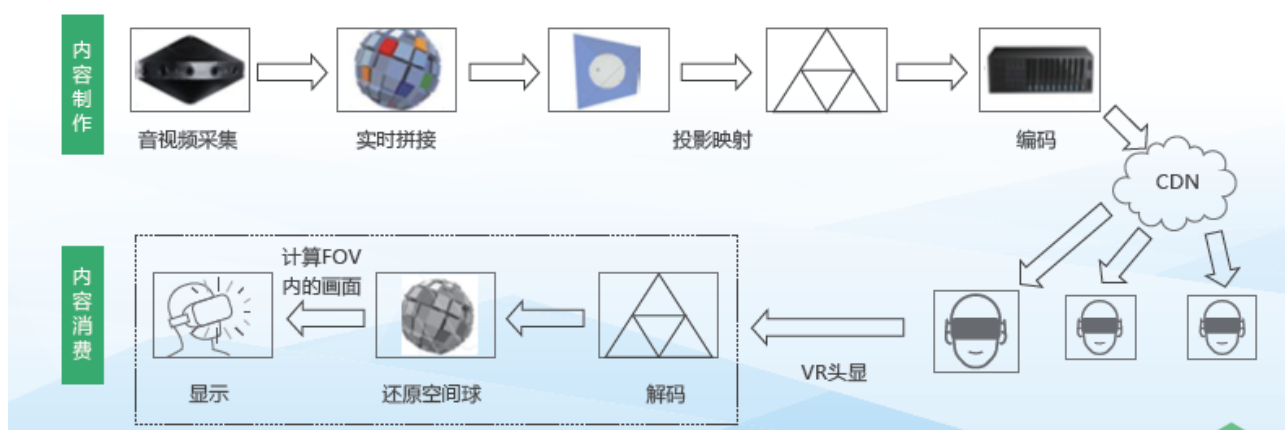 内容制作
音视频采集
实时拼接
投影映射
编码
CDN
内容消费
计算FOV
内的画面
VR头显
显示
还原空间球
解码